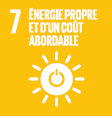 7 ÉNERGIE PROPRE
ET D'UN COÛT
ABORDABLE